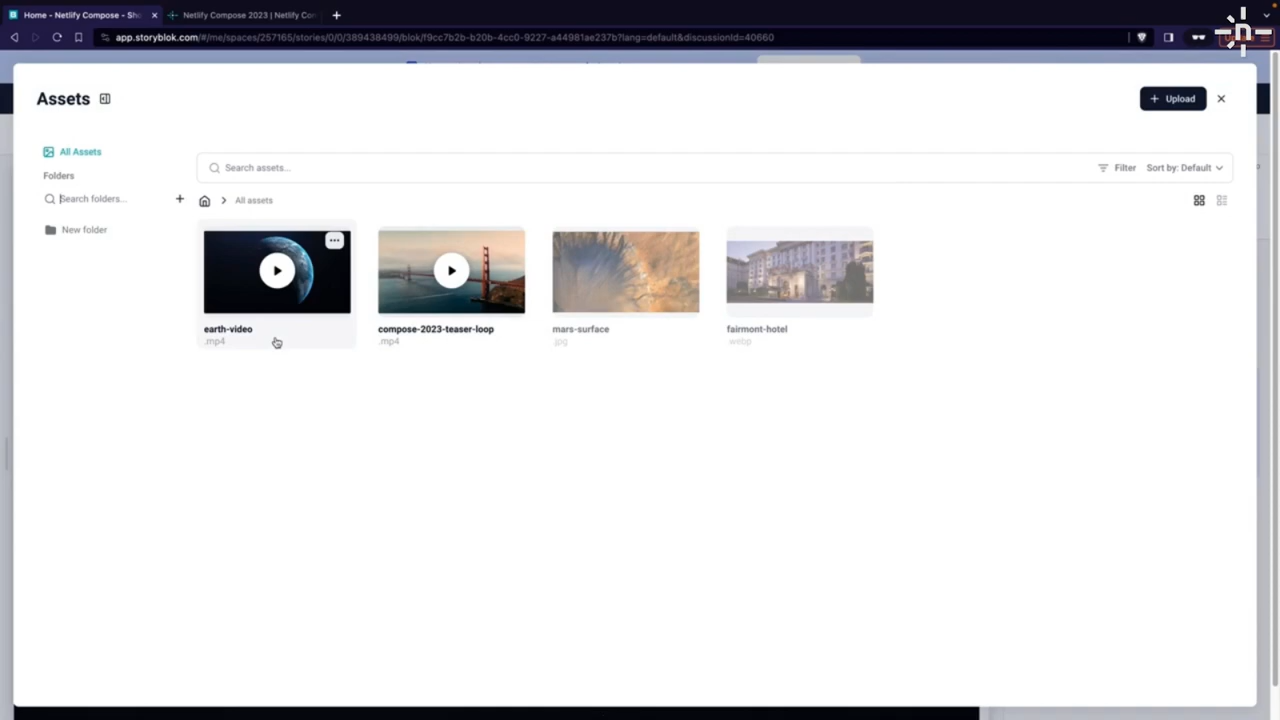 Home - Netlify Compose - Sho
Netlify Compose 2023 | Netlify Con
app.storyblok.com/#/me/spaces/257165/stories/0/0/389438499/blok/f9cc7b2b-b20b-4cc0-9227-a44981ae237b?lang=default&discussionId=40660
Assets
Upload
All Assets
Folders
Search folders...
New folder
Search assets...
Filter
Sort by: Default
All assets
earth-video
.mp4
compose-2023-teaser-loop
.mp4
mars-surface
.jpg
fairmont-hotel
.webp